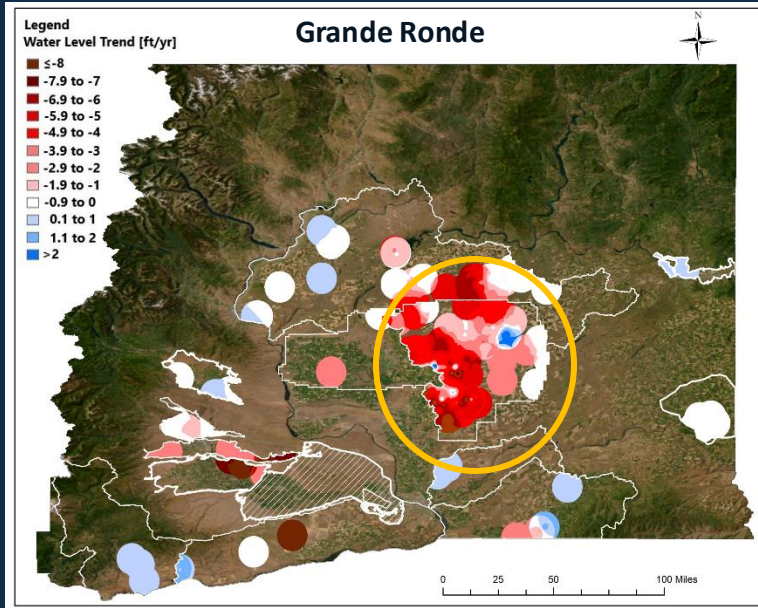 Legend
Grande Ronde
N
Water Level Trend [ft/yr]
≤-8
-7.9 to -7
-6.9 to -6
-5.9 to -5
-4.9 to -4
-3.9 to -3
-2.9 to -2
-1.9 to -1
-0.9 to 0
0.1 to 1
1.1 to 2
>2
0 25 50 100 Miles